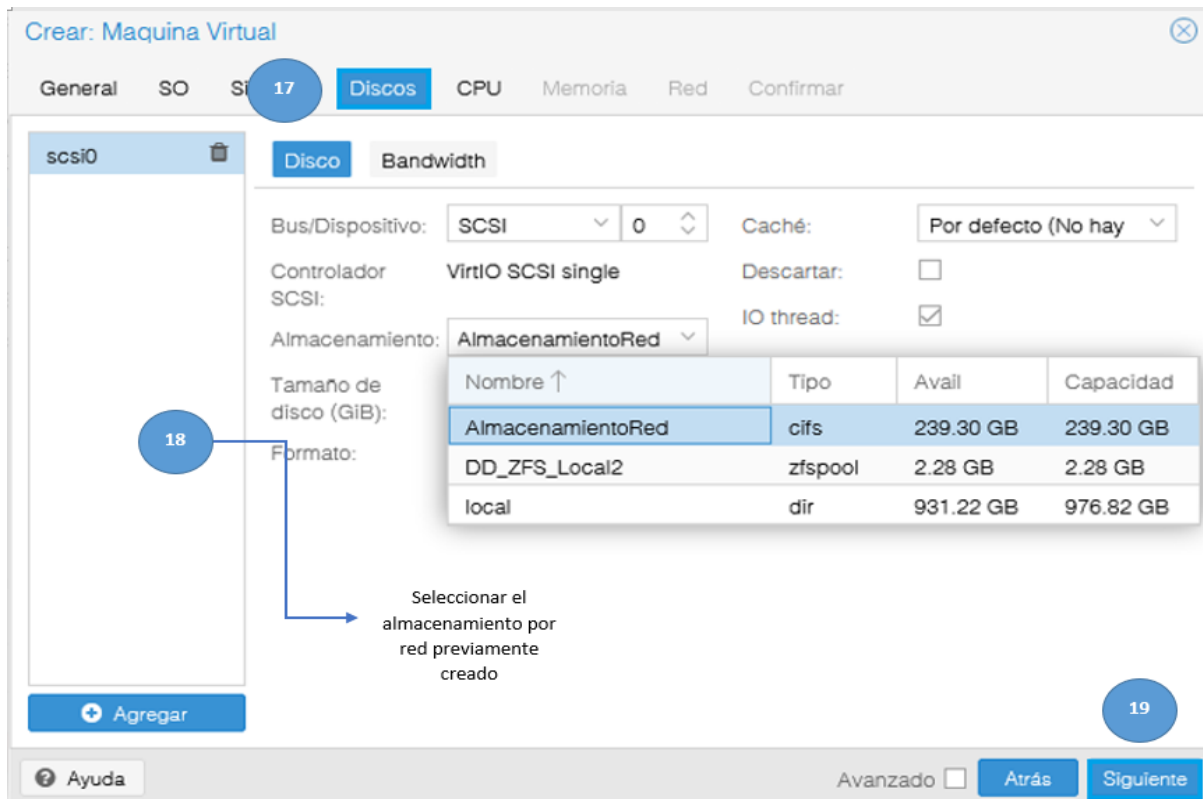 Crear: Maquina Virtual
General SO Si 17 Discos CPU Memoria Red Confirmar
scsi0
Disco Bandwidth
Bus/Dispositivo: SCSI 0 Caché: Por defecto (No hay
Controlador SCSI: VirtIO SCSI single Descartar:
IO thread:
Almacenamiento: AlmacenamientoRed
Tamaño de disco (GiB):
Formato:
Nombre ↑ Tipo Avail Capacidad
AlmacenamientoRed cifs 239.30 GB 239.30 GB
DD_ZFS_Local2 zfspool 2.28 GB 2.28 GB
local dir 931.22 GB 976.82 GB
18
Seleccionar el
almacenamiento por
red previamente
creado
Agregar
19
Ayuda Avanzado Atrás Siguiente